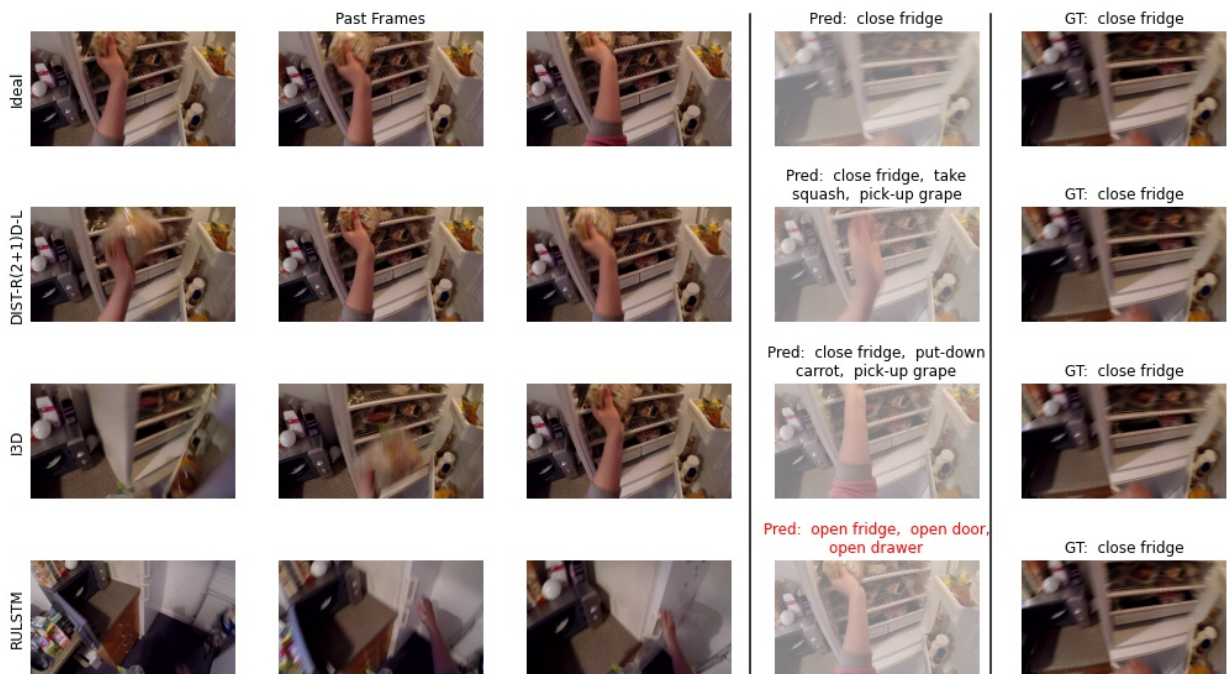 Past Frames
Pred: close fridge
GT: close fridge
Ideal
Pred: close fridge, take
squash, pick-up grape
GT: close fridge
DIST-R(2+1)D-L
Pred: close fridge, put-down
carrot, pick-up grape
GT: close fridge
I3D
Pred: open fridge, open door,
open drawer
GT: close fridge
RULSTM